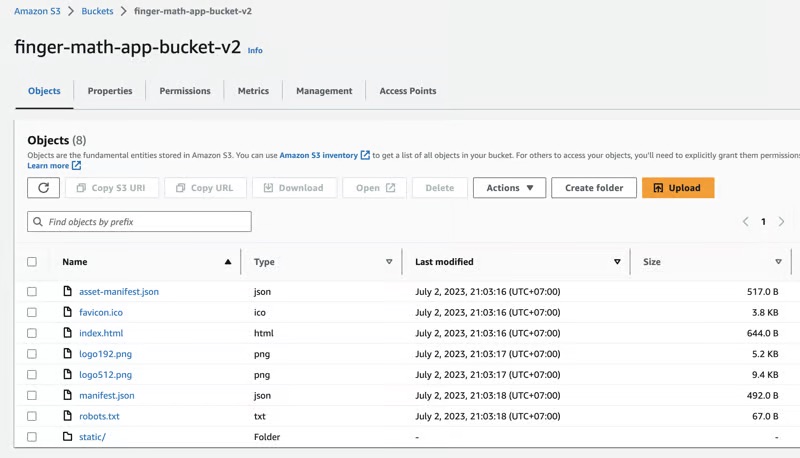 Amazon S3 > Buckets > finger-math-app-bucket-v2
finger-math-app-bucket-v2 Info
Objects Properties Permissions Metrics Management Access Points
Objects (8)
Objects are the fundamental entities stored in Amazon S3. You can use Amazon S3 inventory to get a list of all objects in your bucket. For others to access your objects, you'll need to explicitly grant them permissions
Learn more
Copy S3 URI Copy URL Download Open Delete Actions Create folder Upload
Find objects by prefix 1
Name Type Last modified Size
asset-manifest.json json July 2, 2023, 21:03:16 (UTC+07:00) 517.0 B
favicon.ico ico July 2, 2023, 21:03:16 (UTC+07:00) 3.8 KB
index.html html July 2, 2023, 21:03:16 (UTC+07:00) 644.0 B
logo192.png png July 2, 2023, 21:03:17 (UTC+07:00) 5.2 KB
logo512.png png July 2, 2023, 21:03:17 (UTC+07:00) 9.4 KB
manifest.json json July 2, 2023, 21:03:18 (UTC+07:00) 492.0 B
robots.txt txt July 2, 2023, 21:03:18 (UTC+07:00) 67.0 B
static/ Folder - -